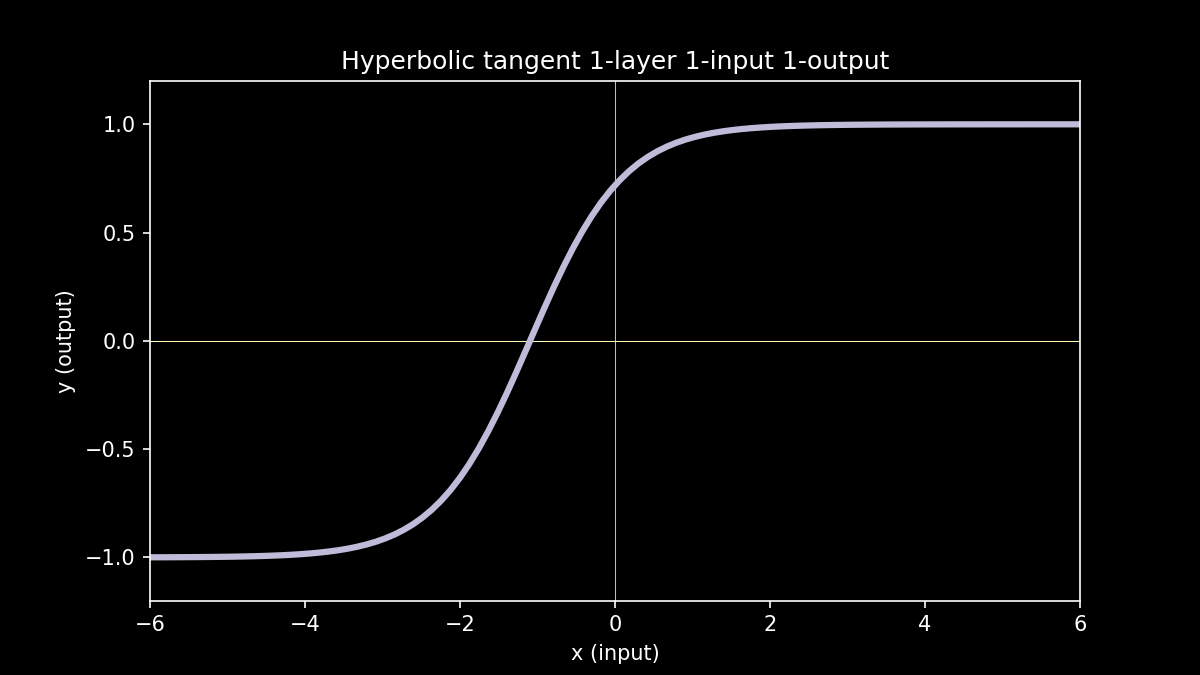 Hyperbolic tangent 1-layer 1-input 1-output
1.0
0.5
0.0
−0.5
−1.0
y (output)
−6 −4 −2 0 2 4 6
x (input)